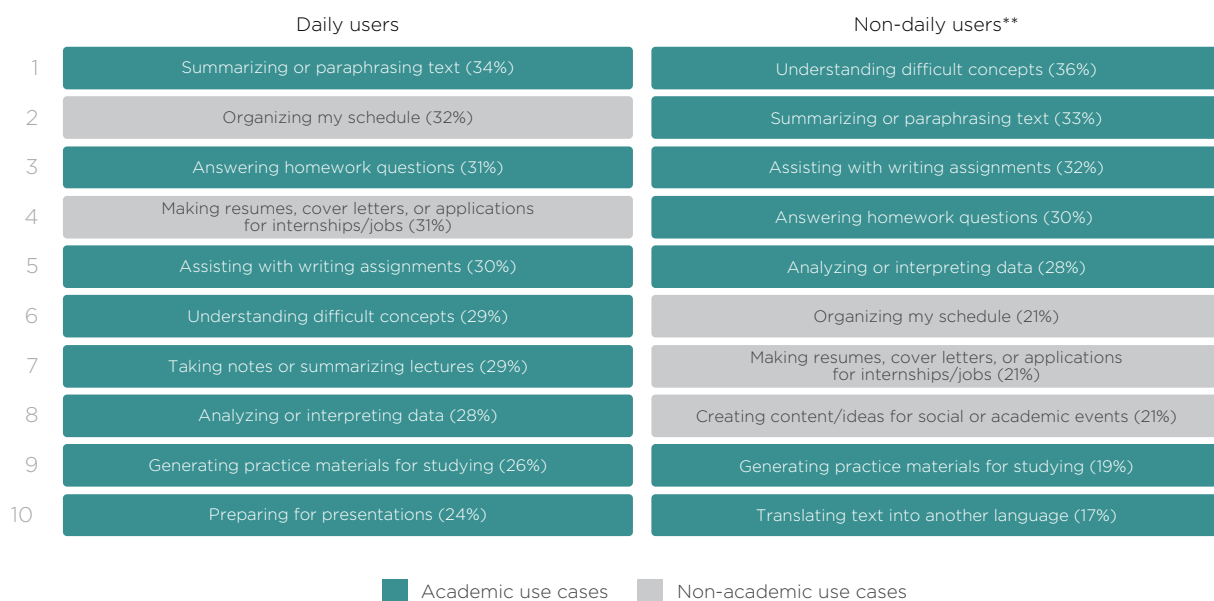 Daily users
Non-daily users**
1
Summarizing or paraphrasing text (34%)
Understanding difficult concepts (36%)
2
Organizing my schedule (32%)
Summarizing or paraphrasing text (33%)
3
Answering homework questions (31%)
Assisting with writing assignments (32%)
4
Making resumes, cover letters, or applications
for internships/jobs (31%)
Answering homework questions (30%)
5
Assisting with writing assignments (30%)
Analyzing or interpreting data (28%)
6
Understanding difficult concepts (29%)
Organizing my schedule (21%)
7
Taking notes or summarizing lectures (29%)
Making resumes, cover letters, or applications
for internships/jobs (21%)
8
Analyzing or interpreting data (28%)
Creating content/ideas for social or academic events (21%)
9
Generating practice materials for studying (26%)
Generating practice materials for studying (19%)
10
Preparing for presentations (24%)
Translating text into another language (17%)
Academic use cases
Non-academic use cases